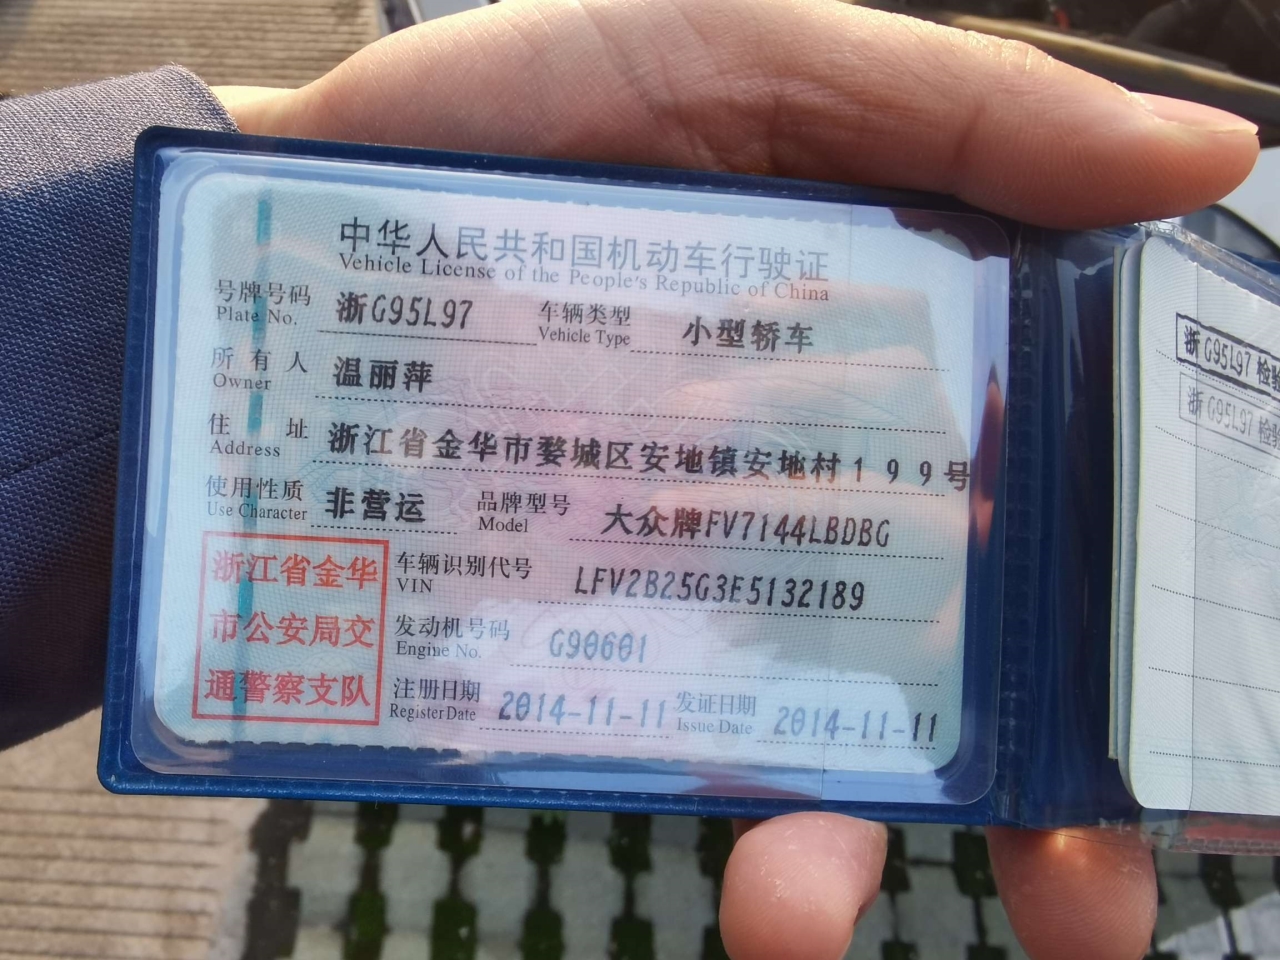 中华人民共和国机动车行驶证
Vehicle License of the People's Republic of China
号牌号码 浙G95L97 车辆类型 小型轿车
Plate No. Vehicle Type
所有人 温丽萍
Owner
住址 浙江省金华市婺城区安地镇安地村199号
Address
使用性质 非营运 品牌型号 大众牌FV7144LBDBG
Use Character Model
浙江省金华
市公安局交
通警察支队
车辆识别代号 LFV2B25G3E5132189
VIN
发动机号码 G90601
Engine No.
注册日期 2014-11-11 发证日期 2014-11-11
Register Date Issue Date
浙G95L97 检验
浙G95L97 检